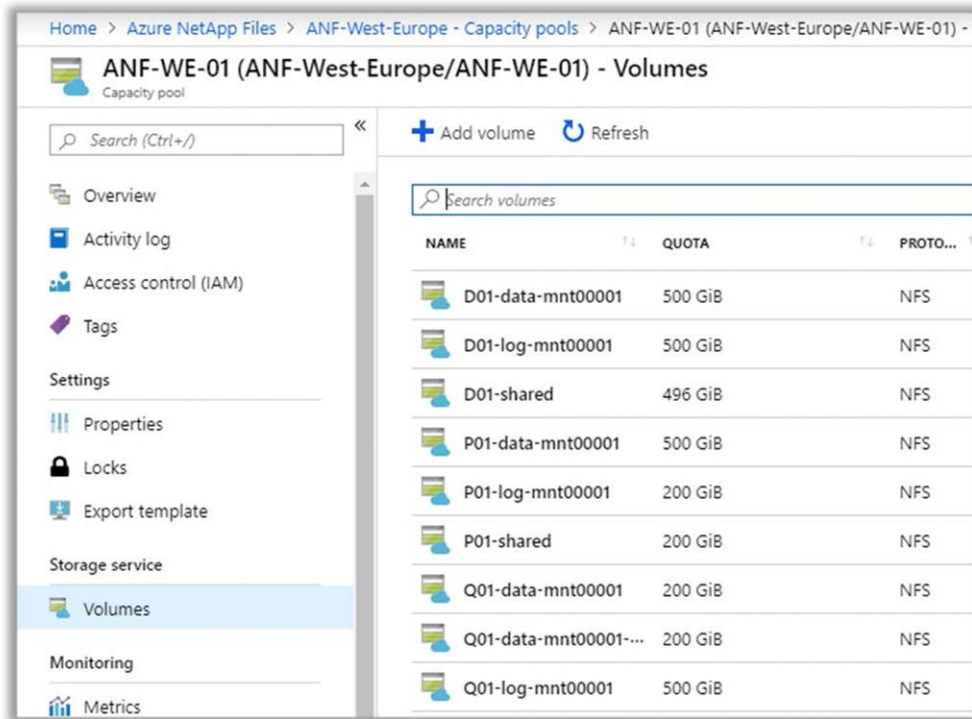 Home > Azure NetApp Files > ANF-West-Europe - Capacity pools > ANF-WE-01 (ANF-West-Europe/ANF-WE-01) -
ANF-WE-01 (ANF-West-Europe/ANF-WE-01) - Volumes
Capacity pool
Search (Ctrl+/)
«
Overview
Activity log
Access control (IAM)
Tags
Settings
Properties
Locks
Export template
Storage service
Volumes
Monitoring
Metrics
Add volume Refresh
Search volumes
NAME QUOTA PROTO...
D01-data-mnt00001 500 GiB NFS
D01-log-mnt00001 500 GiB NFS
D01-shared 496 GiB NFS
P01-data-mnt00001 500 GiB NFS
P01-log-mnt00001 200 GiB NFS
P01-shared 200 GiB NFS
Q01-data-mnt00001 200 GiB NFS
Q01-data-mnt00001-... 200 GiB NFS
Q01-log-mnt00001 500 GiB NFS